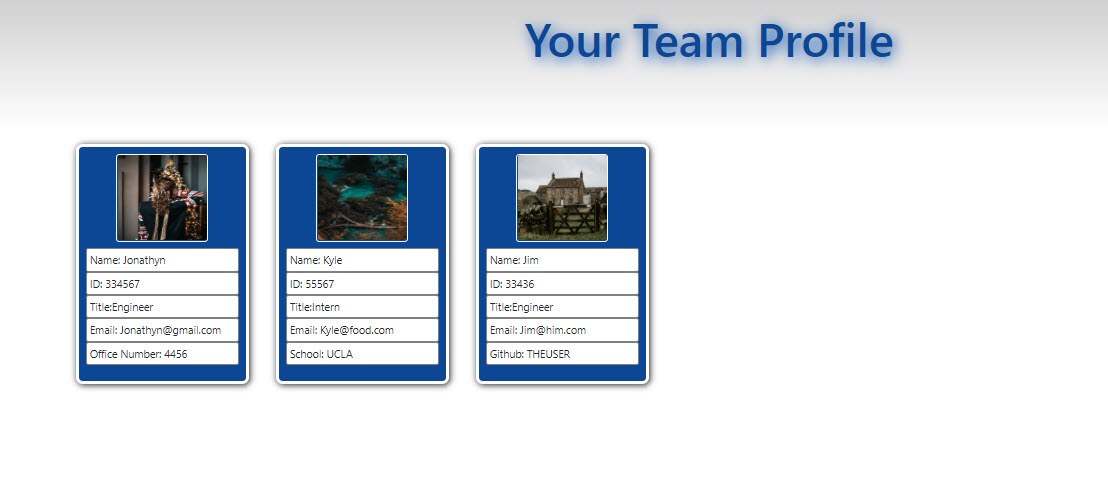 Your Team Profile
Name: Jonathyn
ID: 334567
Title:Engineer
Email: Jonathyn@gmail.com
Office Number: 4456
Name: Kyle
ID: 55567
Title:Intern
Email: Kyle@food.com
School: UCLA
Name: Jim
ID: 33436
Title:Engineer
Email: Jim@him.com
Github: THEUSER